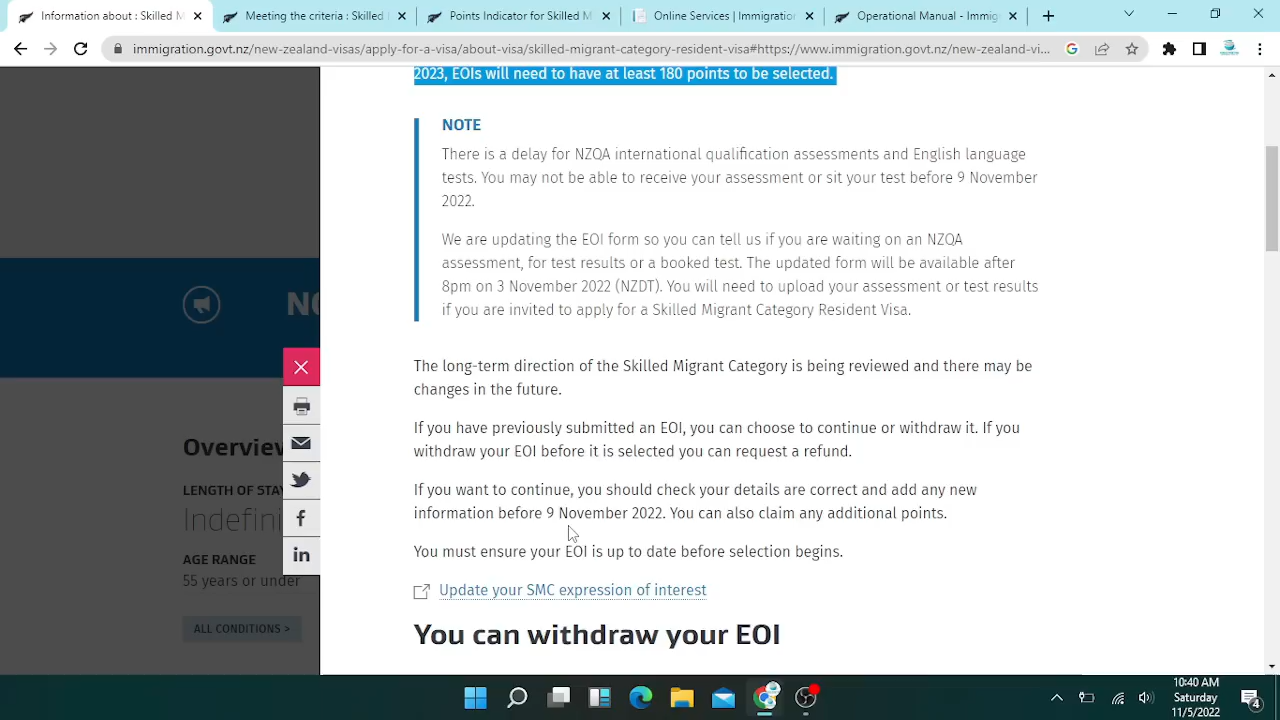 Information about : Skilled M
Meeting the criteria : Skilled
Points Indicator for Skilled M
Online Services | Immigration
Operational Manual - Immig
immigration.govt.nz/new-zealand-visas/apply-for-a-visa/about-visa/skilled-migrant-category-resident-visa#https://www.immigration.govt.nz/new-zealand-vi...
2023, EOIs will need to have at least 180 points to be selected.
NOTE
There is a delay for NZQA international qualification assessments and English language
tests. You may not be able to receive your assessment or sit your test before 9 November
2022.
We are updating the EOI form so you can tell us if you are waiting on an NZQA
assessment, for test results or a booked test. The updated form will be available after
8pm on 3 November 2022 (NZDT). You will need to upload your assessment or test results
if you are invited to apply for a Skilled Migrant Category Resident Visa.
The long-term direction of the Skilled Migrant Category is being reviewed and there may be
changes in the future.
If you have previously submitted an EOI, you can choose to continue or withdraw it. If you
withdraw your EOI before it is selected you can request a refund.
If you want to continue, you should check your details are correct and add any new
information before 9 November 2022. You can also claim any additional points.
You must ensure your EOI is up to date before selection begins.
Update your SMC expression of interest
You can withdraw your EOI
Overview
LENGTH OF STA
Indefini
AGE RANGE
55 years or under
ALL CONDITIONS >
10:40 AM
Saturday
11/5/2022
4